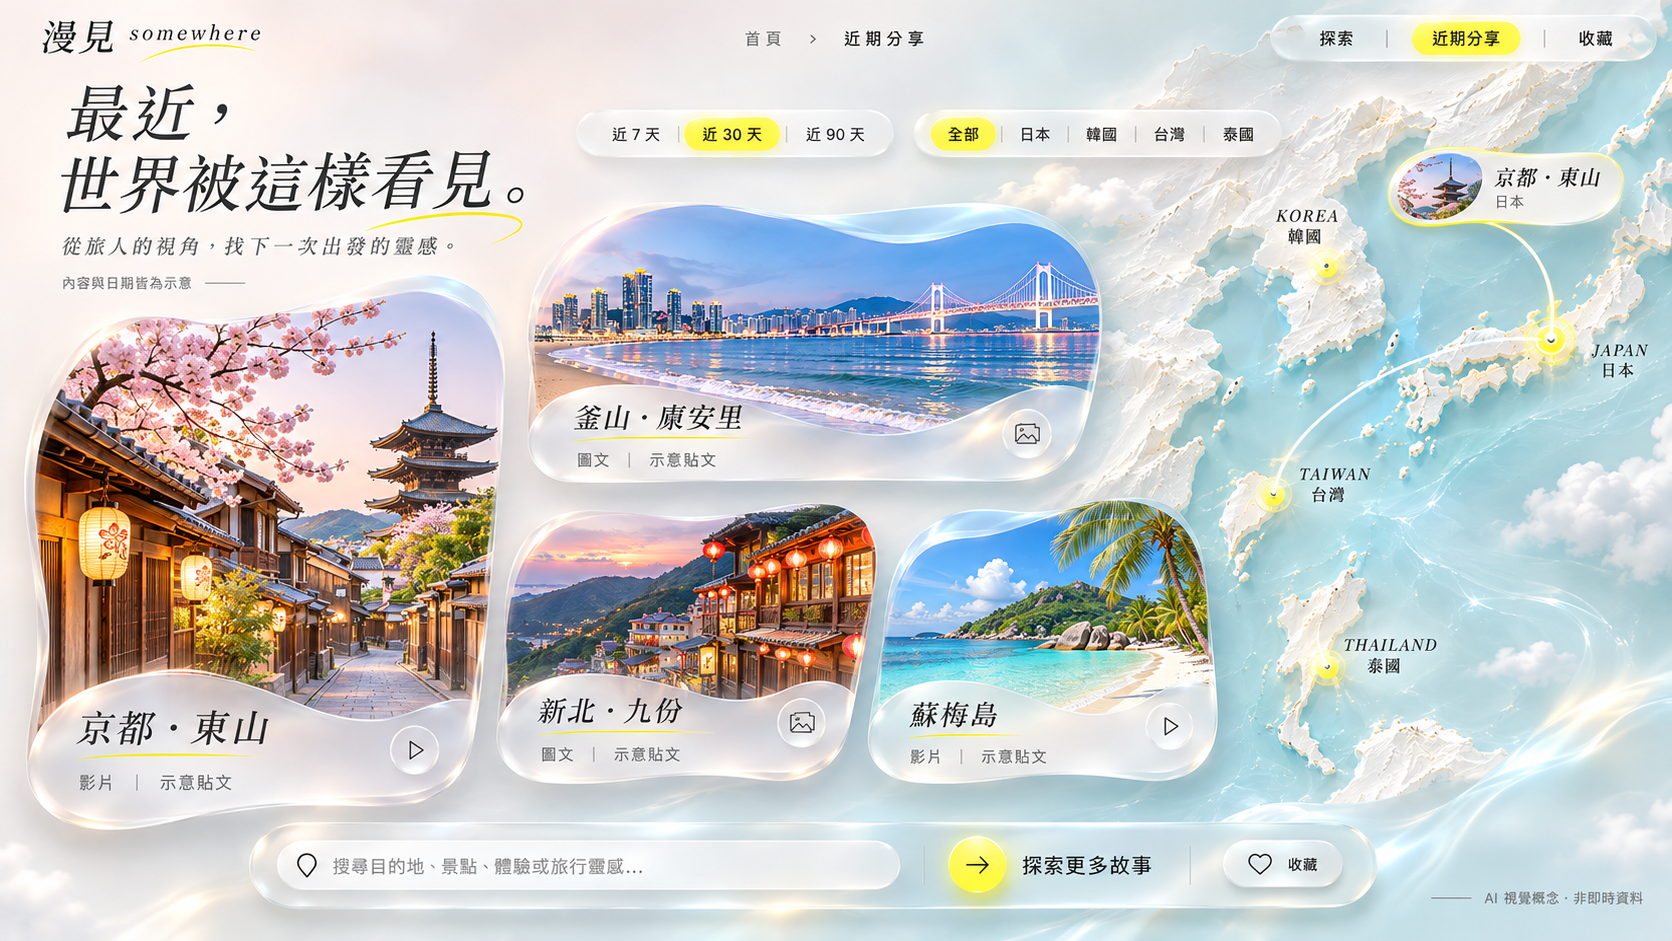 漫見 somewhere
首頁 > 近期分享
探索 | 近期分享 | 收藏
最近，
世界被這樣看見。
從旅人的視角，找下一次出發的靈感。
內容與日期皆為示意
近 7 天 | 近 30 天 | 近 90 天
全部 | 日本 | 韓國 | 台灣 | 泰國
京都・東山
日本
KOREA
韓國
JAPAN
日本
TAIWAN
台灣
THAILAND
泰國
釜山・廣安里
圖文 | 示意貼文
京都・東山
影片 | 示意貼文
新北・九份
圖文 | 示意貼文
蘇梅島
影片 | 示意貼文
搜尋目的地、景點、體驗或旅行靈感...
探索更多故事
收藏
AI 視覺概念・非即時資料